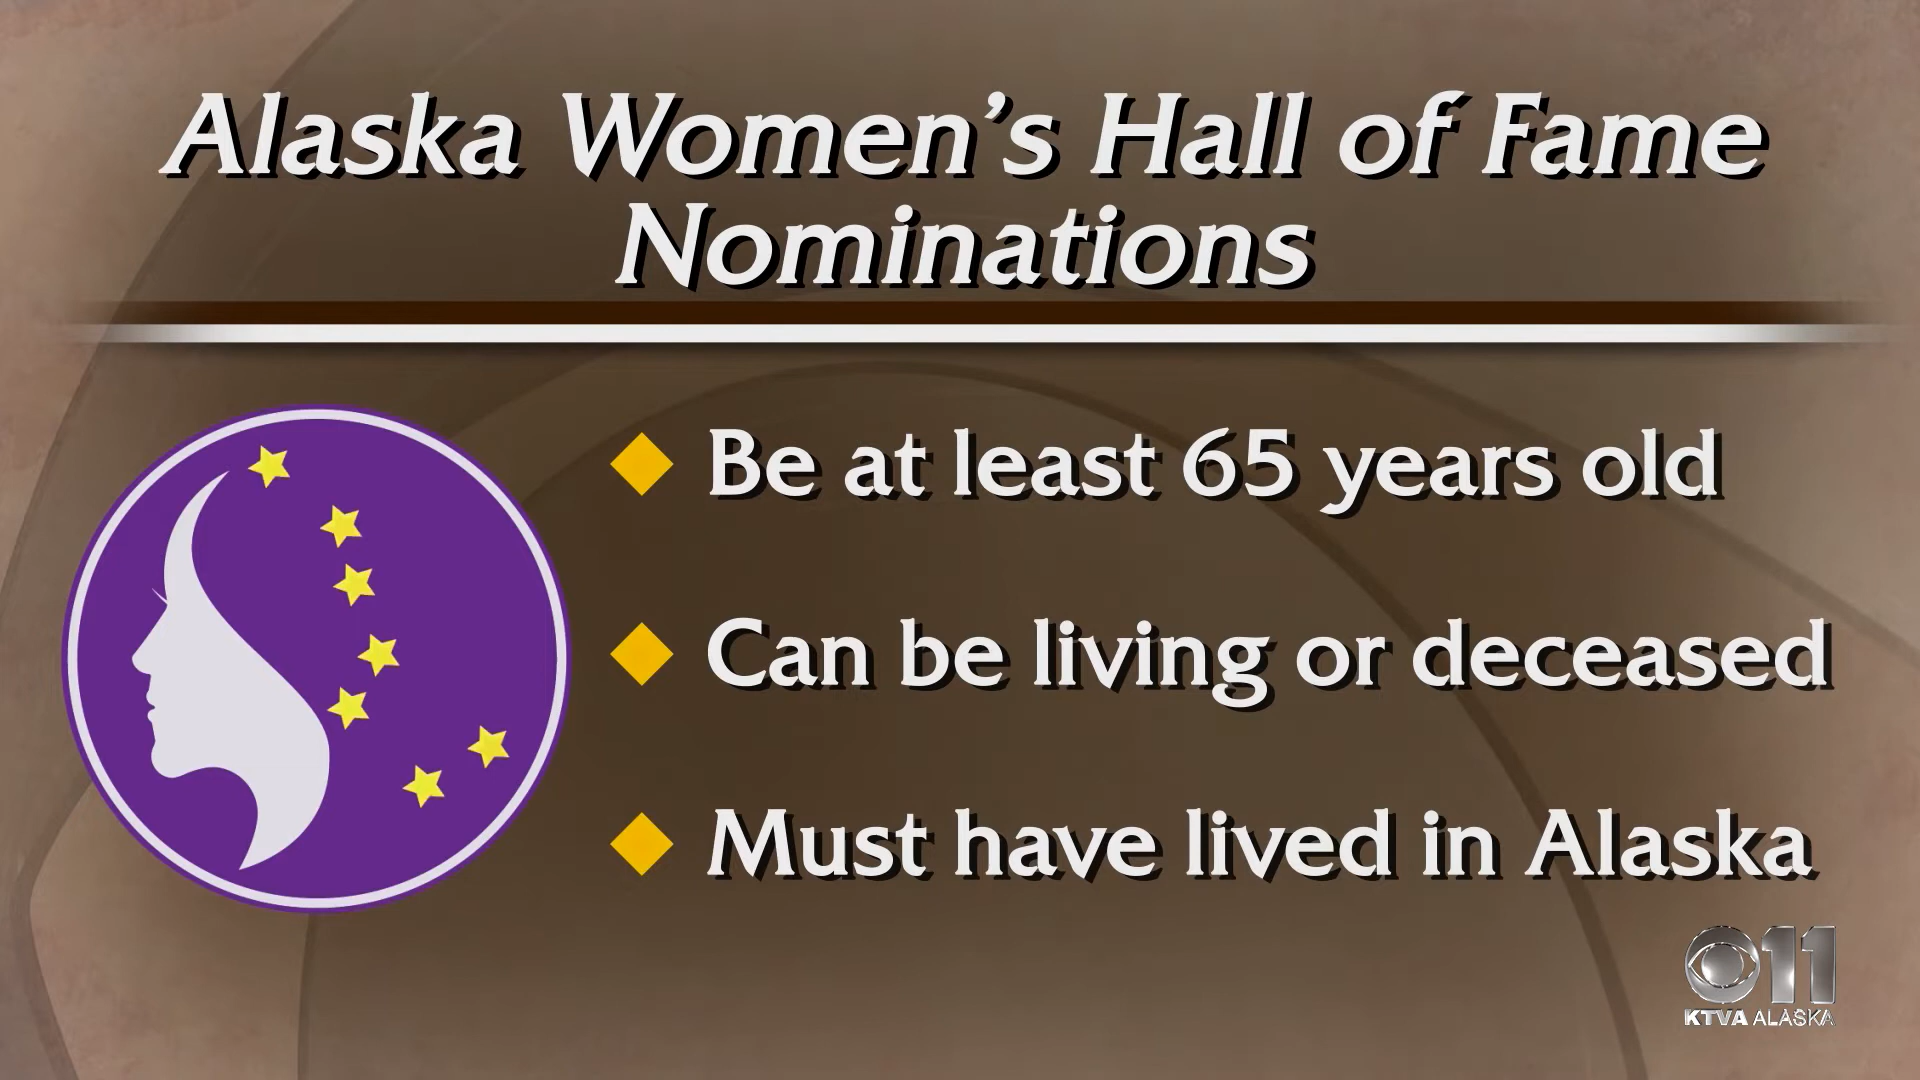 Alaska Women's Hall of Fame
Nominations
Be at least 65 years old
Can be living or deceased
Must have lived in Alaska
11
KTVA ALASKA